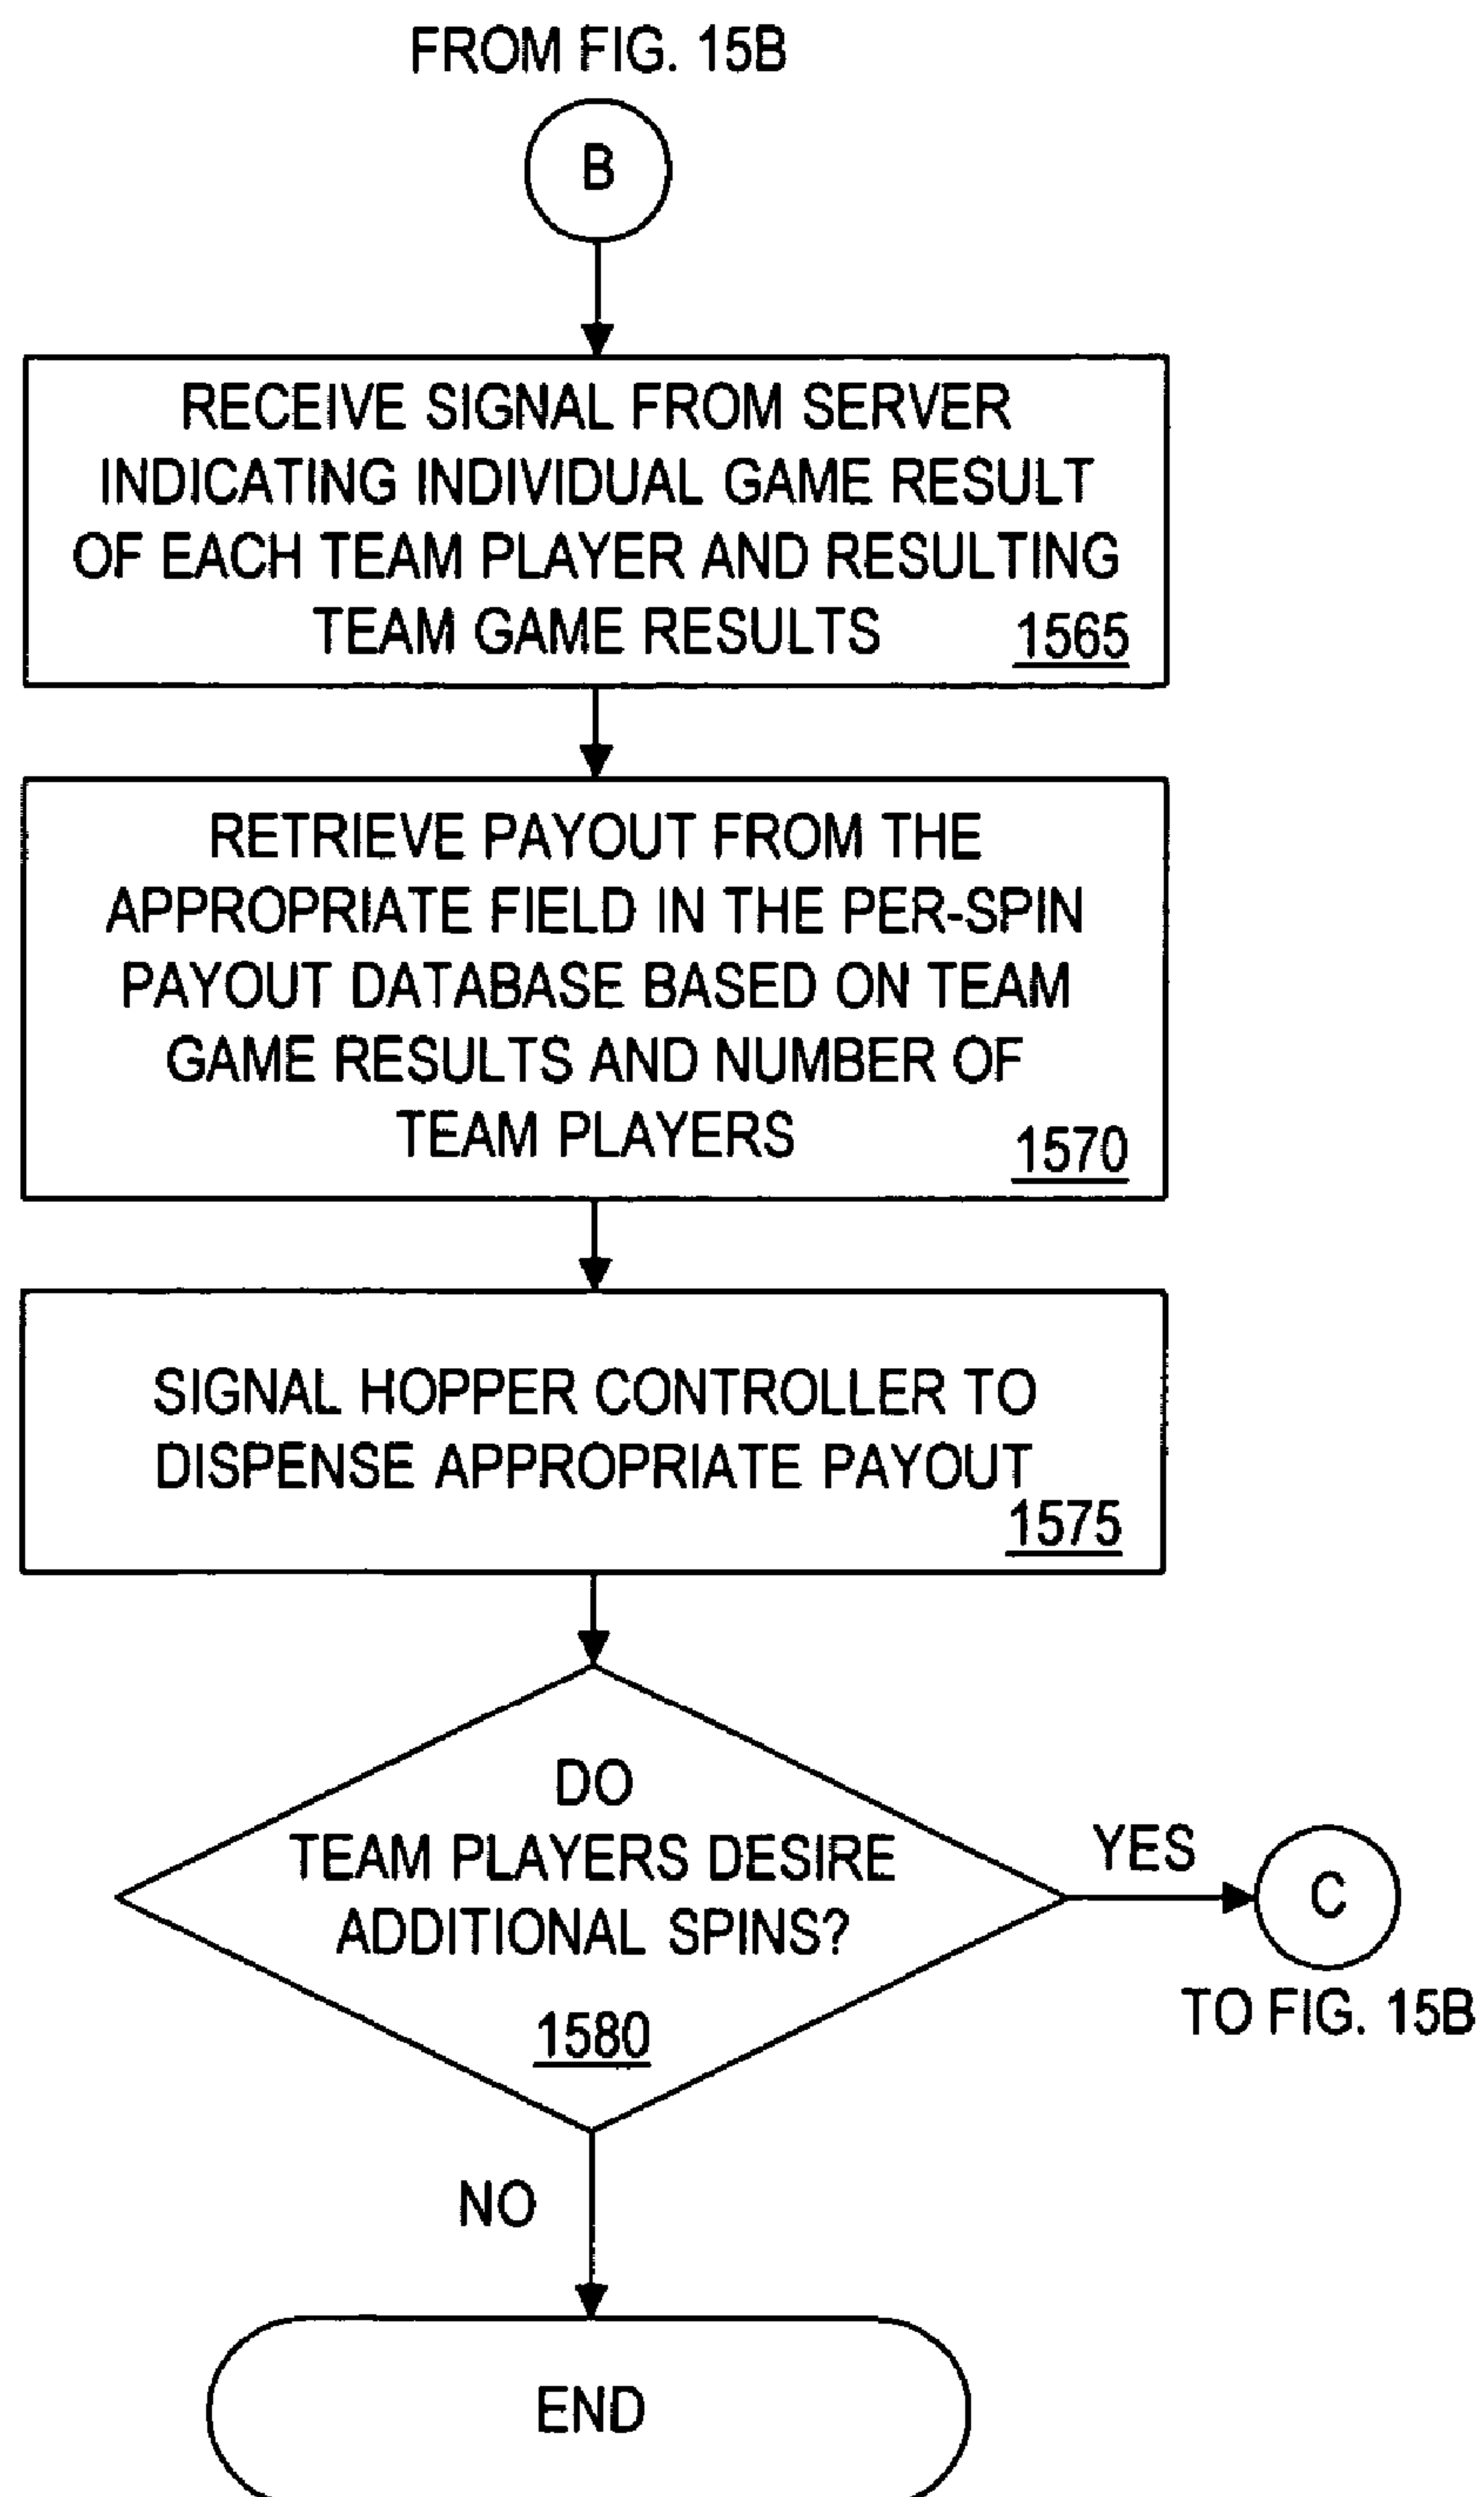 FROM FIG. 15B
B
RECEIVE SIGNAL FROM SERVER
INDICATING INDIVIDUAL GAME RESULT
OF EACH TEAM PLAYER AND RESULTING
TEAM GAME RESULTS
1565
RETRIEVE PAYOUT FROM THE
APPROPRIATE FIELD IN THE PER-SPIN
PAYOUT DATABASE BASED ON TEAM
GAME RESULTS AND NUMBER OF
TEAM PLAYERS
1570
SIGNAL HOPPER CONTROLLER TO
DISPENSE APPROPRIATE PAYOUT
1575
DO
TEAM PLAYERS DESIRE
ADDITIONAL SPINS?
1580
YES
C
TO FIG. 15B
NO
END